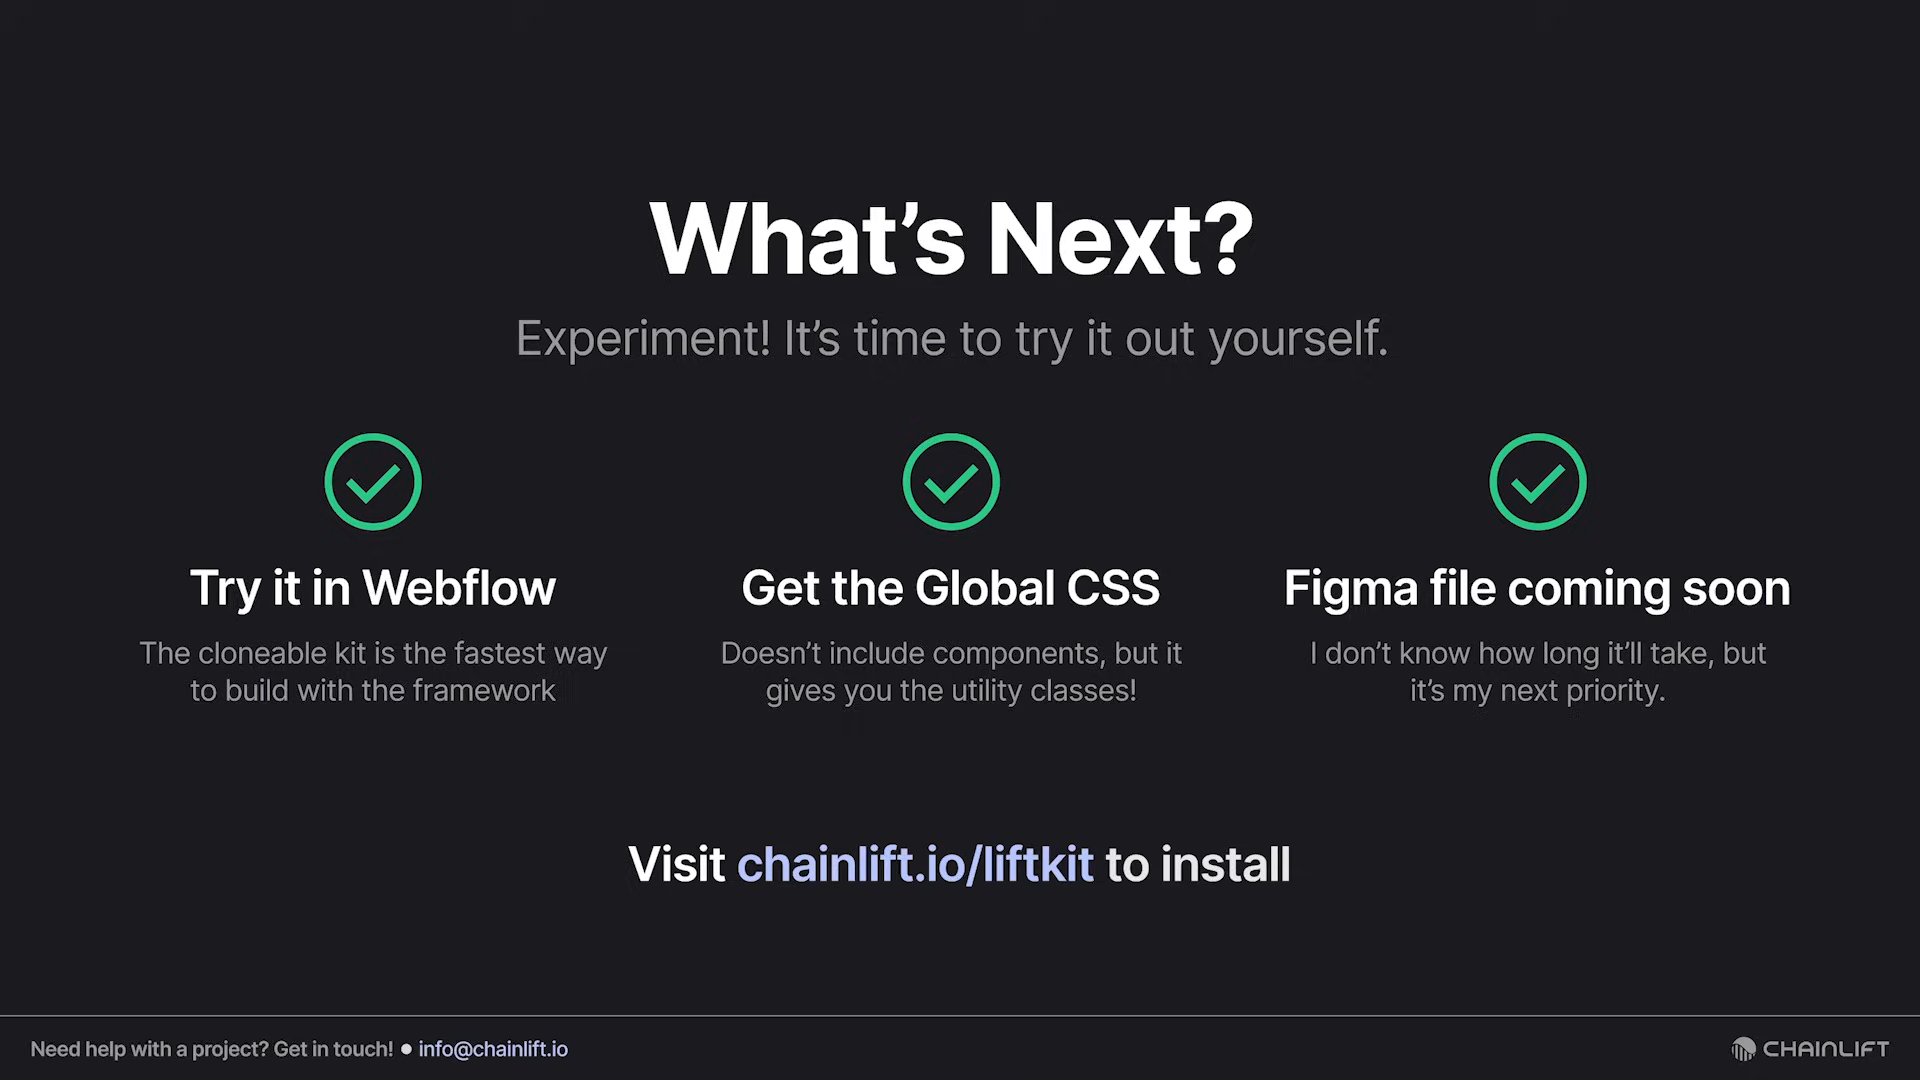 What’s Next?
Experiment! It’s time to try it out yourself.
Try it in Webflow
The cloneable kit is the fastest way
to build with the framework
Get the Global CSS
Doesn’t include components, but it
gives you the utility classes!
Figma file coming soon
I don’t know how long it’ll take, but
it’s my next priority.
Visit chainlift.io/liftkit to install
Need help with a project? Get in touch! ● info@chainlift.io
CHAINLIFT